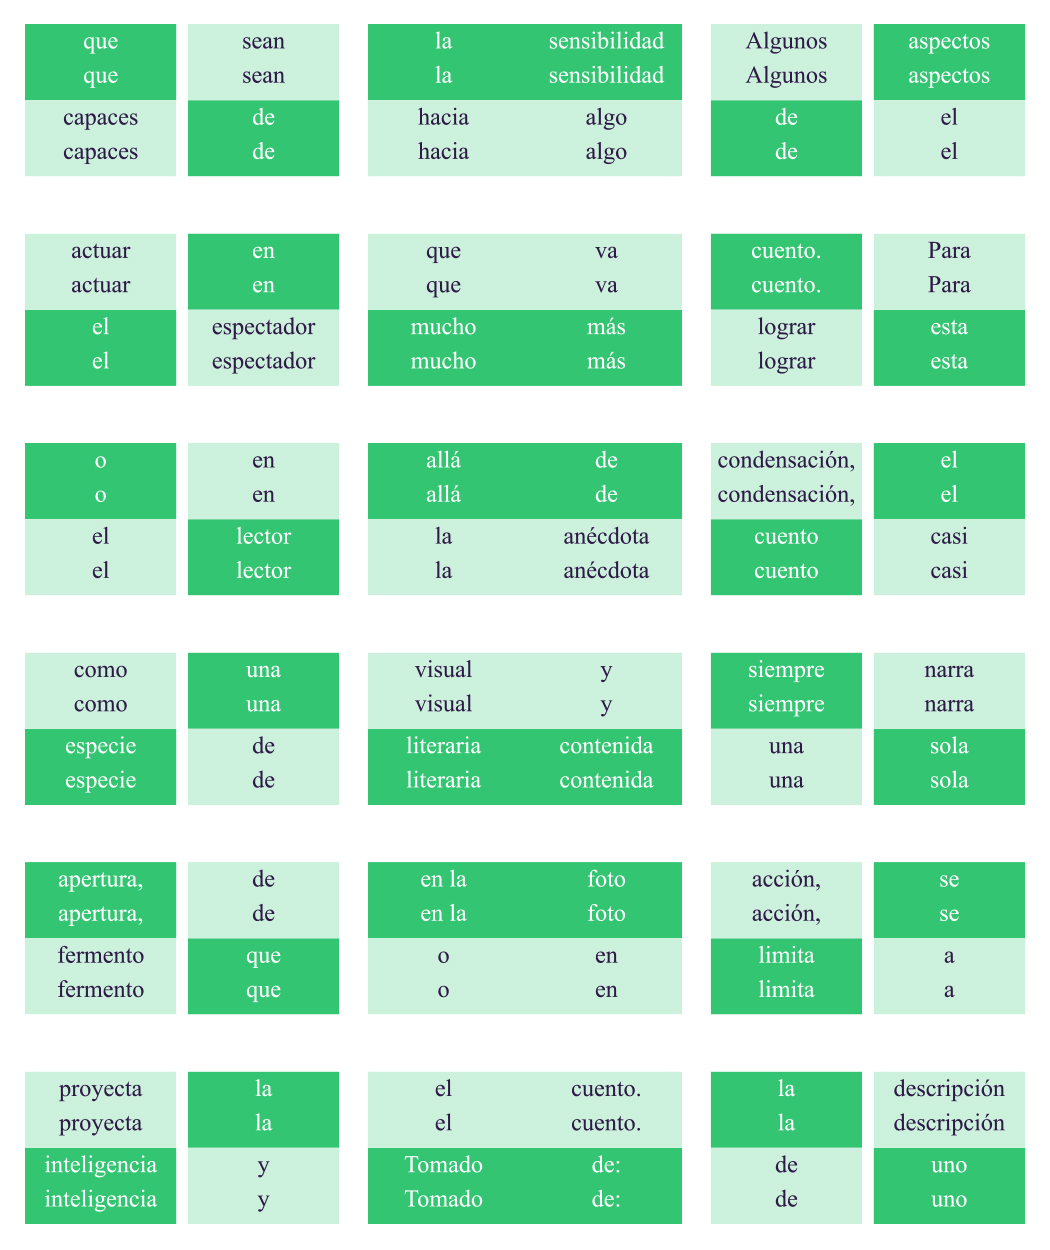 que sean
que sean
capaces de
capaces de
actuar en
actuar en
el espectador
el espectador
o en
o en
el lector
el lector
como una
como una
especie de
especie de
apertura, de
apertura, de
fermento que
fermento que
proyecta la
proyecta la
inteligencia y
inteligencia y
la sensibilidad
la sensibilidad
hacia algo
hacia algo
que va
que va
mucho más
mucho más
allá de
allá de
la anécdota
la anécdota
visual y
visual y
literaria contenida
literaria contenida
en la foto
en la foto
o en
o en
el cuento.
el cuento.
Tomado de:
Tomado de:
Algunos aspectos
Algunos aspectos
de el
de el
cuento. Para
cuento. Para
lograr esta
lograr esta
condensación, el
condensación, el
cuento casi
cuento casi
siempre narra
siempre narra
una sola
una sola
acción, se
acción, se
limita a
limita a
la descripción
la descripción
de uno
de uno